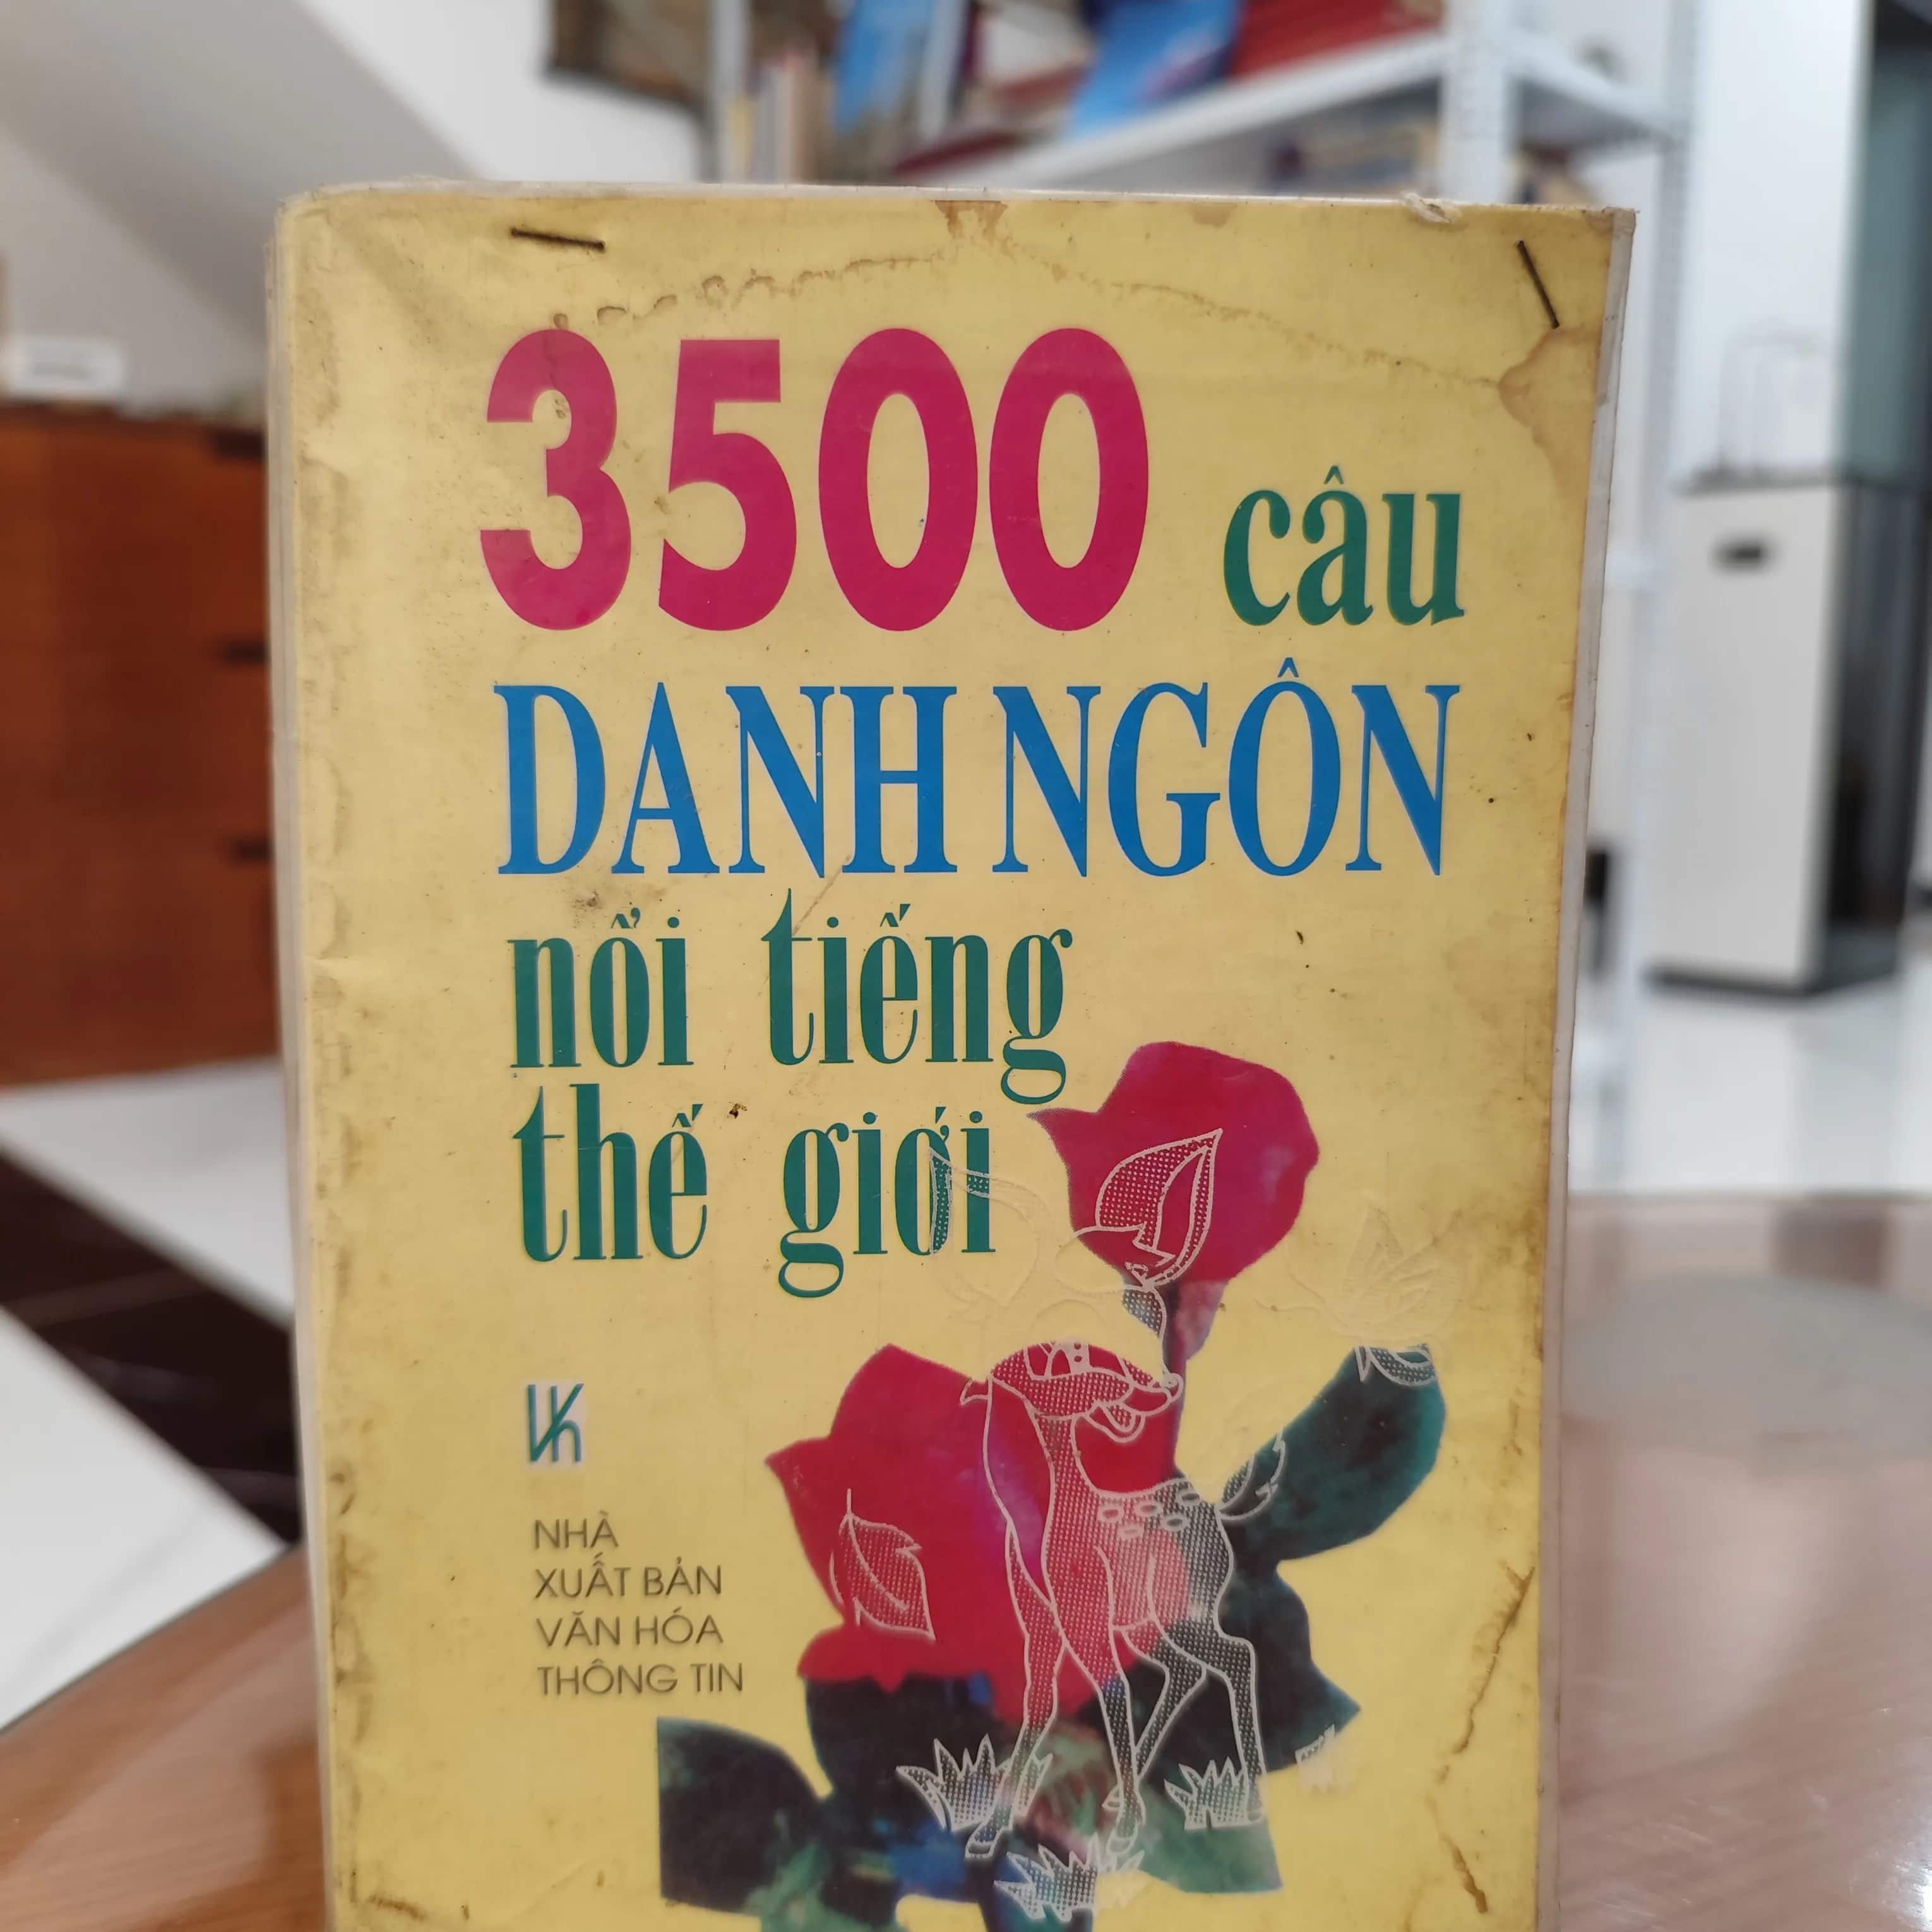 3500 câu
DANH NGÔN
nổi tiếng
thế giới
Vh
NHÀ
XUẤT BẢN
VĂN HÓA
THÔNG TIN